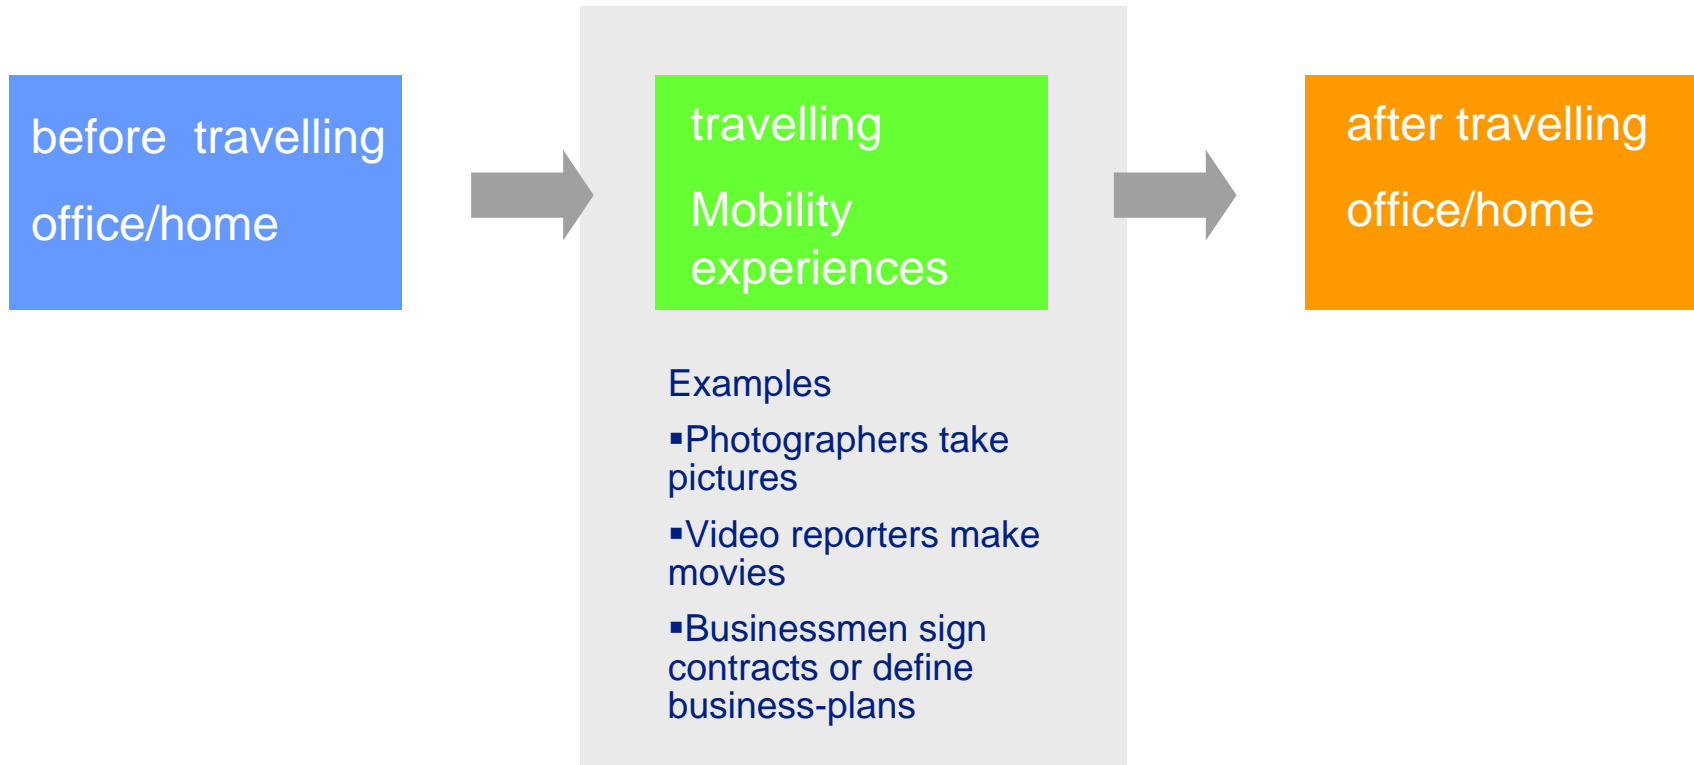 before  travelling
office/home
travelling
Mobility
experiences
after travelling
office/home
Examples
▪Photographers take
pictures
▪Video reporters make
movies
▪Businessmen sign
contracts or define
business-plans